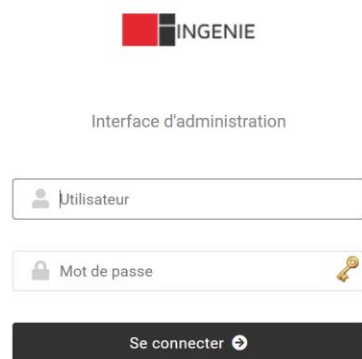 INGENIE
Interface d'administration
Utilisateur
Mot de passe
Se connecter